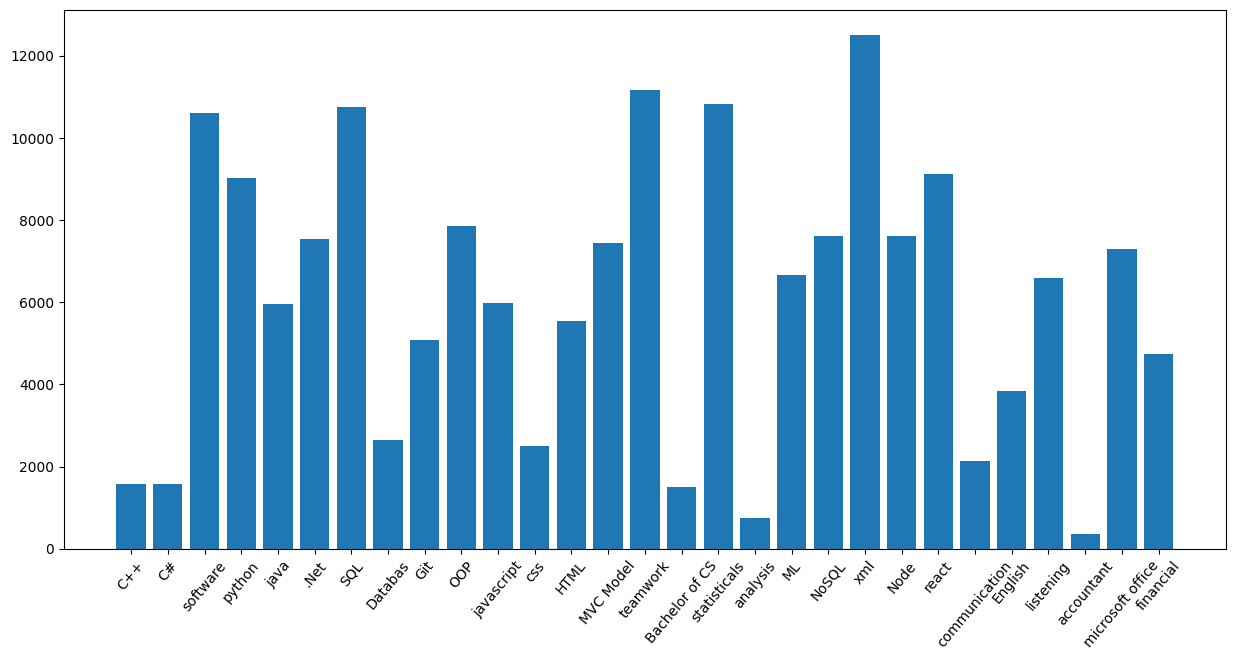 12000
10000
8000
6000
4000
2000
0
C++
C#
software
python
java
.Net
SQL
Databas
Git
OOP
javascript
css
HTML
MVC Model
teamwork
Bachelor of CS
statisticals
analysis
ML
NoSQL
xml
Node
react
communication
English
listening
accountant
microsoft office
financial